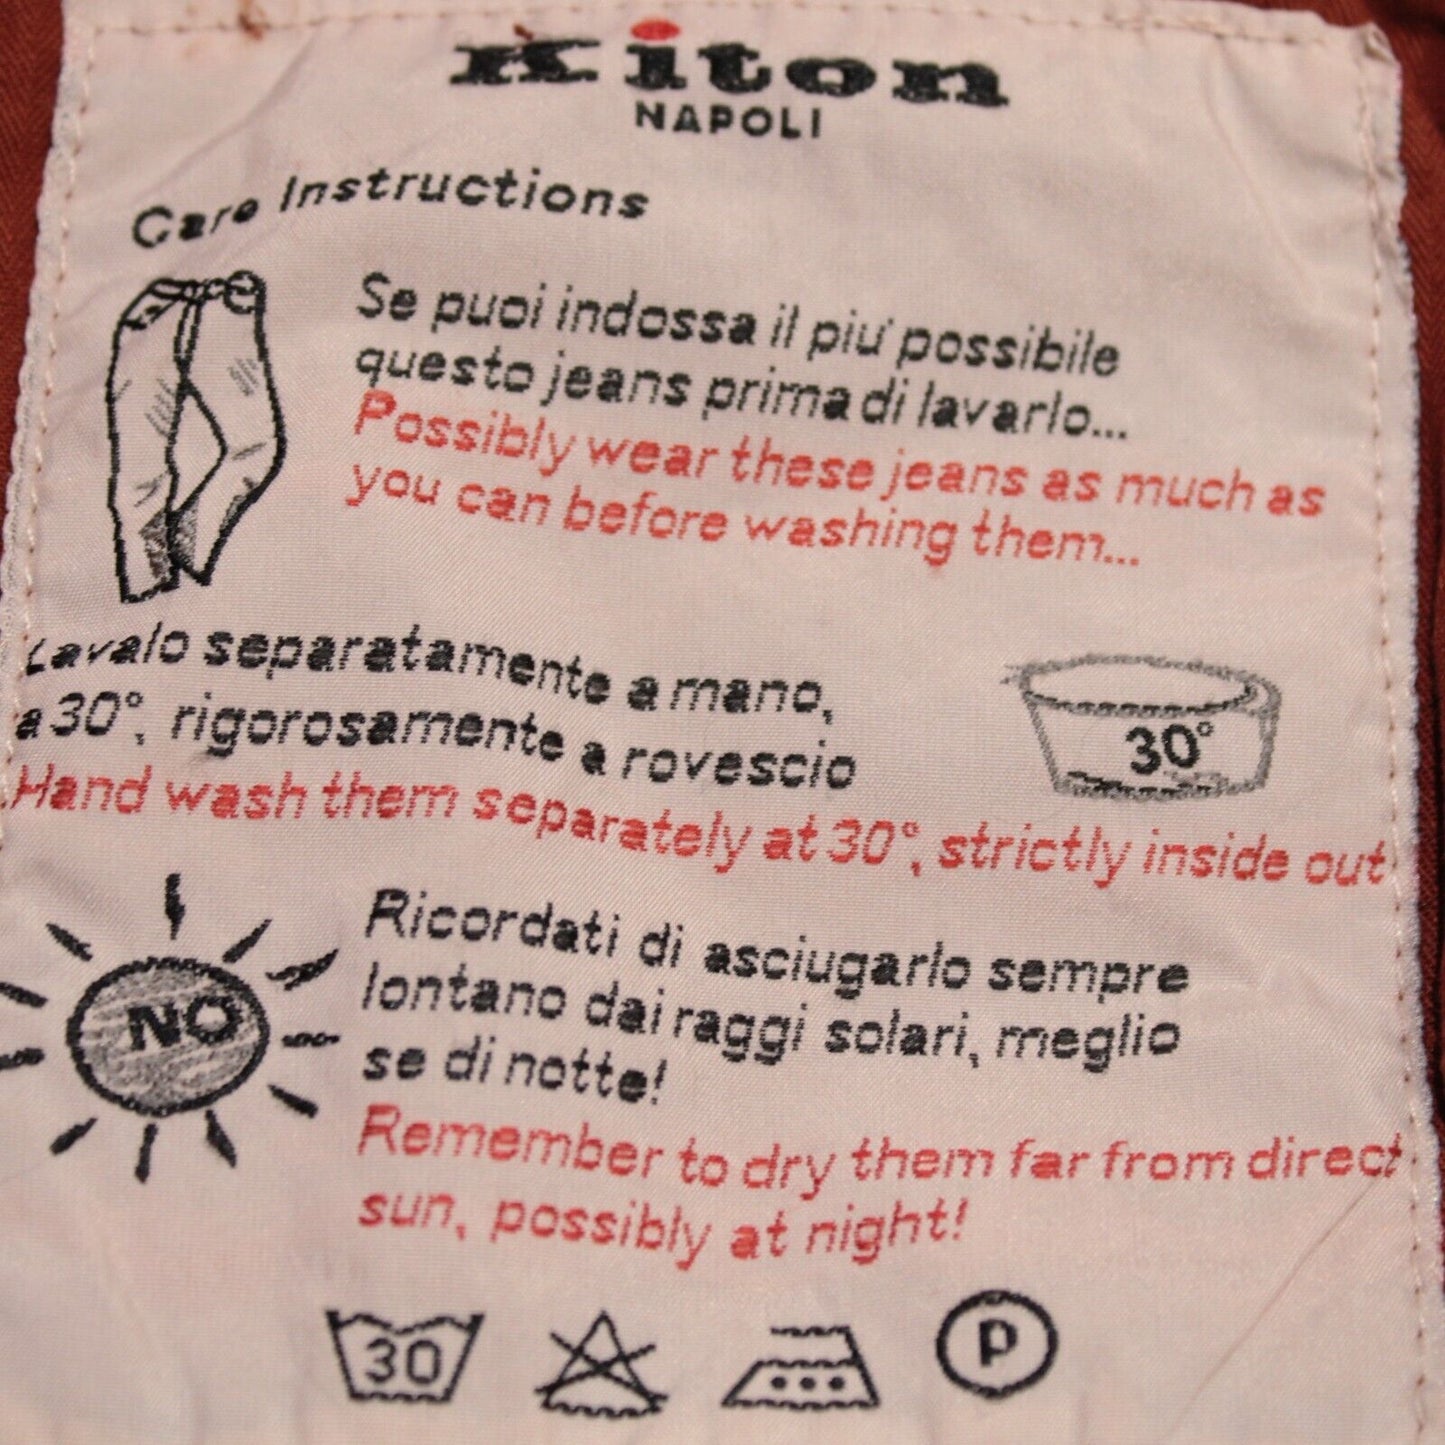 Kiton
NAPOLI
Care Instructions
Se puoi indossa il piu' possibile
questo jeans prima di lavarlo...
Possibly wear these jeans as much as
you can before washing them...
Lavalo separatamente a mano,
a 30°, rigorosamente a rovescio
30°
Hand wash them separately at 30°, strictly inside out
NO
Ricordati di asciugarlo sempre
lontano dai raggi solari, meglio
se di notte!
Remember to dry them far from direct
sun, possibly at night!
30 P